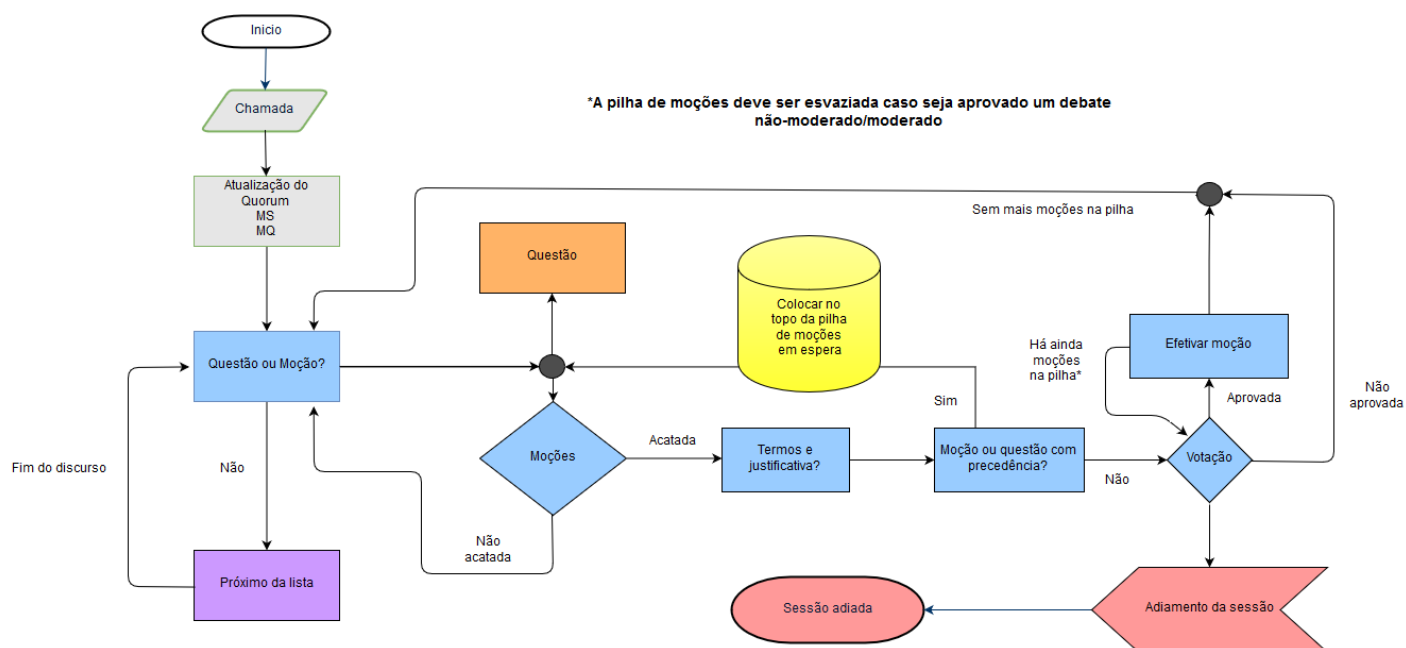 Inicio
Chamada
*A pilha de moções deve ser esvaziada caso seja aprovado um debate
não-moderado/moderado
Atualização do
Quorum
MS
MQ
Sem mais moções na pilha
Questão
Colocar no
topo da pilha
de moções
em espera
Há ainda
moções
na pilha*
Efetivar moção
Questão ou Moção?
Não
aprovada
Sim
Aprovada
Acatada
Moções
Termos e
justificativa?
Moção ou questão com
precedência?
Não
Votação
Fim do discurso
Não
Não
acatada
Próximo da lista
Sessão adiada
Adiamento da sessão